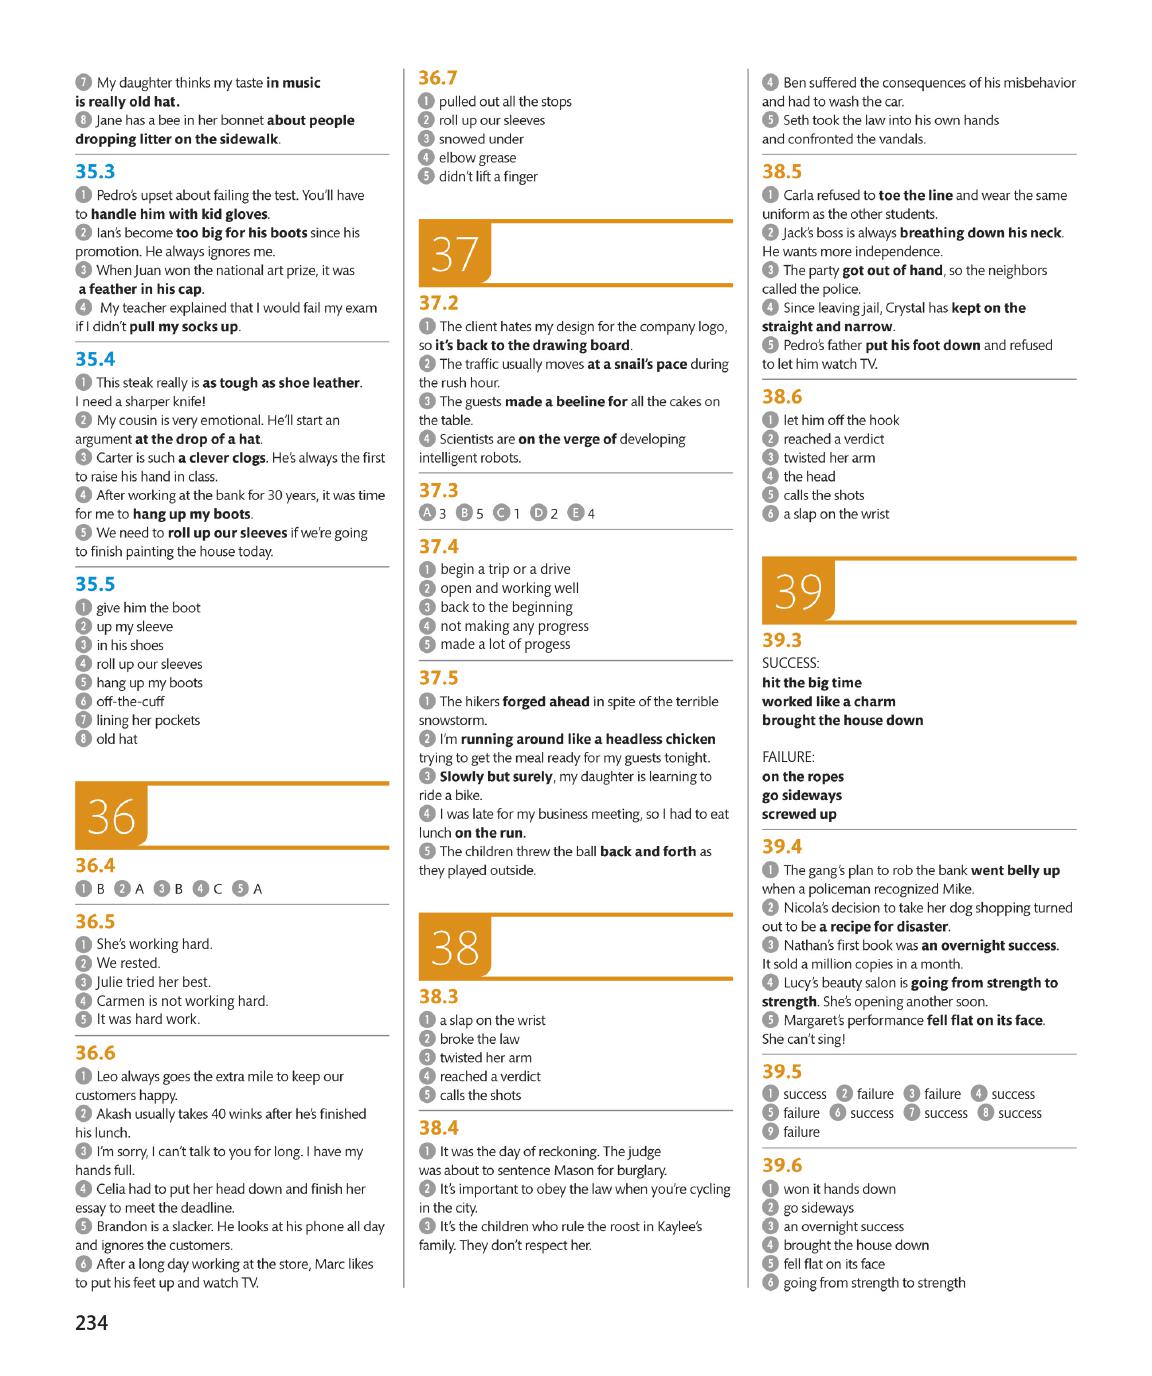 7 My daughter thinks my taste in music
is really old hat.
8 Jane has a bee in her bonnet about people
dropping litter on the sidewalk.
35.3
1 Pedro's upset about failing the test. You'll have
to handle him with kid gloves.
2 Ian's become too big for his boots since his
promotion. He always ignores me.
3 When Juan won the national art prize, it was
a feather in his cap.
4 My teacher explained that I would fail my exam
if I didn't pull my socks up.
35.4
1 This steak really is as tough as shoe leather.
I need a sharper knife!
2 My cousin is very emotional. He'll start an
argument at the drop of a hat.
3 Carter is such a clever clogs. He's always the first
to raise his hand in class.
4 After working at the bank for 30 years, it was time
for me to hang up my boots.
5 We need to roll up our sleeves if we're going
to finish painting the house today.
35.5
1 give him the boot
2 up my sleeve
3 in his shoes
4 roll up our sleeves
5 hang up my boots
6 off-the-cuff
7 lining her pockets
8 old hat
36
36.4
1 B 2 A 3 B 4 C 5 A
36.5
1 She's working hard.
2 We rested.
3 Julie tried her best.
4 Carmen is not working hard.
5 It was hard work.
36.6
1 Leo always goes the extra mile to keep our
customers happy.
2 Akash usually takes 40 winks after he's finished
his lunch.
3 I'm sorry, I can't talk to you for long. I have my
hands full.
4 Celia had to put her head down and finish her
essay to meet the deadline.
5 Brandon is a slacker. He looks at his phone all day
and ignores the customers.
6 After a long day working at the store, Marc likes
to put his feet up and watch TV.
36.7
1 pulled out all the stops
2 roll up our sleeves
3 snowed under
4 elbow grease
5 didn't lift a finger
37
37.2
1 The client hates my design for the company logo,
so it's back to the drawing board.
2 The traffic usually moves at a snail's pace during
the rush hour.
3 The guests made a beeline for all the cakes on
the table.
4 Scientists are on the verge of developing
intelligent robots.
37.3
A 3 B 5 C 1 D 2 E 4
37.4
1 begin a trip or a drive
2 open and working well
3 back to the beginning
4 not making any progress
5 made a lot of progess
37.5
1 The hikers forged ahead in spite of the terrible
snowstorm.
2 I'm running around like a headless chicken
trying to get the meal ready for my guests tonight.
3 Slowly but surely, my daughter is learning to
ride a bike.
4 I was late for my business meeting, so I had to eat
lunch on the run.
5 The children threw the ball back and forth as
they played outside.
38
38.3
1 a slap on the wrist
2 broke the law
3 twisted her arm
4 reached a verdict
5 calls the shots
38.4
1 It was the day of reckoning. The judge
was about to sentence Mason for burglary.
2 It's important to obey the law when you're cycling
in the city.
3 It's the children who rule the roost in Kaylee's
family. They don't respect her.
4 Ben suffered the consequences of his misbehavior
and had to wash the car.
5 Seth took the law into his own hands
and confronted the vandals.
38.5
1 Carla refused to toe the line and wear the same
uniform as the other students.
2 Jack's boss is always breathing down his neck.
He wants more independence.
3 The party got out of hand, so the neighbors
called the police.
4 Since leaving jail, Crystal has kept on the
straight and narrow.
5 Pedro's father put his foot down and refused
to let him watch TV.
38.6
1 let him off the hook
2 reached a verdict
3 twisted her arm
4 the head
5 calls the shots
6 a slap on the wrist
39
39.3
SUCCESS:
hit the big time
worked like a charm
brought the house down
FAILURE:
on the ropes
go sideways
screwed up
39.4
1 The gang's plan to rob the bank went belly up
when a policeman recognized Mike.
2 Nicola's decision to take her dog shopping turned
out to be a recipe for disaster.
3 Nathan's first book was an overnight success.
It sold a million copies in a month.
4 Lucy's beauty salon is going from strength to
strength. She's opening another soon.
5 Margaret's performance fell flat on its face.
She can't sing!
39.5
1 success 2 failure 3 failure 4 success
5 failure 6 success 7 success 8 success
9 failure
39.6
1 won it hands down
2 go sideways
3 an overnight success
4 brought the house down
5 fell flat on its face
6 going from strength to strength
234